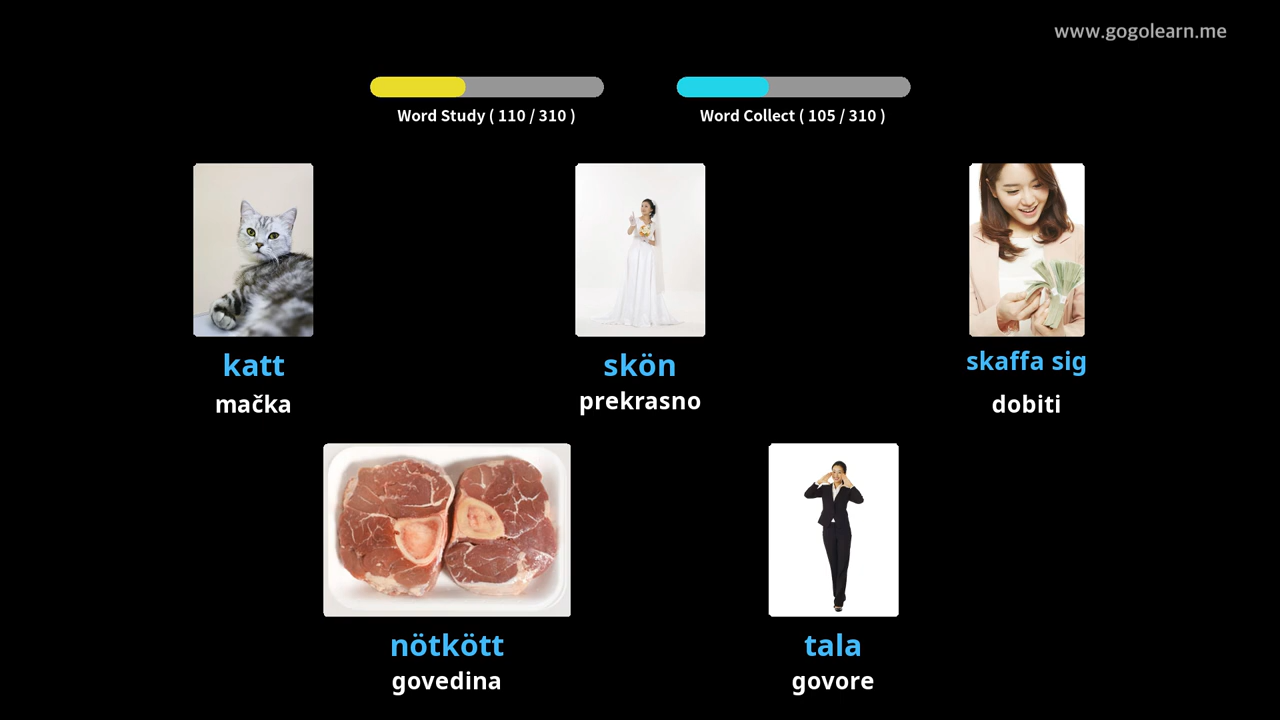 www.gogolearn.me
Word Study ( 110 / 310 )
Word Collect ( 105 / 310 )
katt
mačka
skön
prekrasno
skaffa sig
dobiti
nötkött
govedina
tala
govore